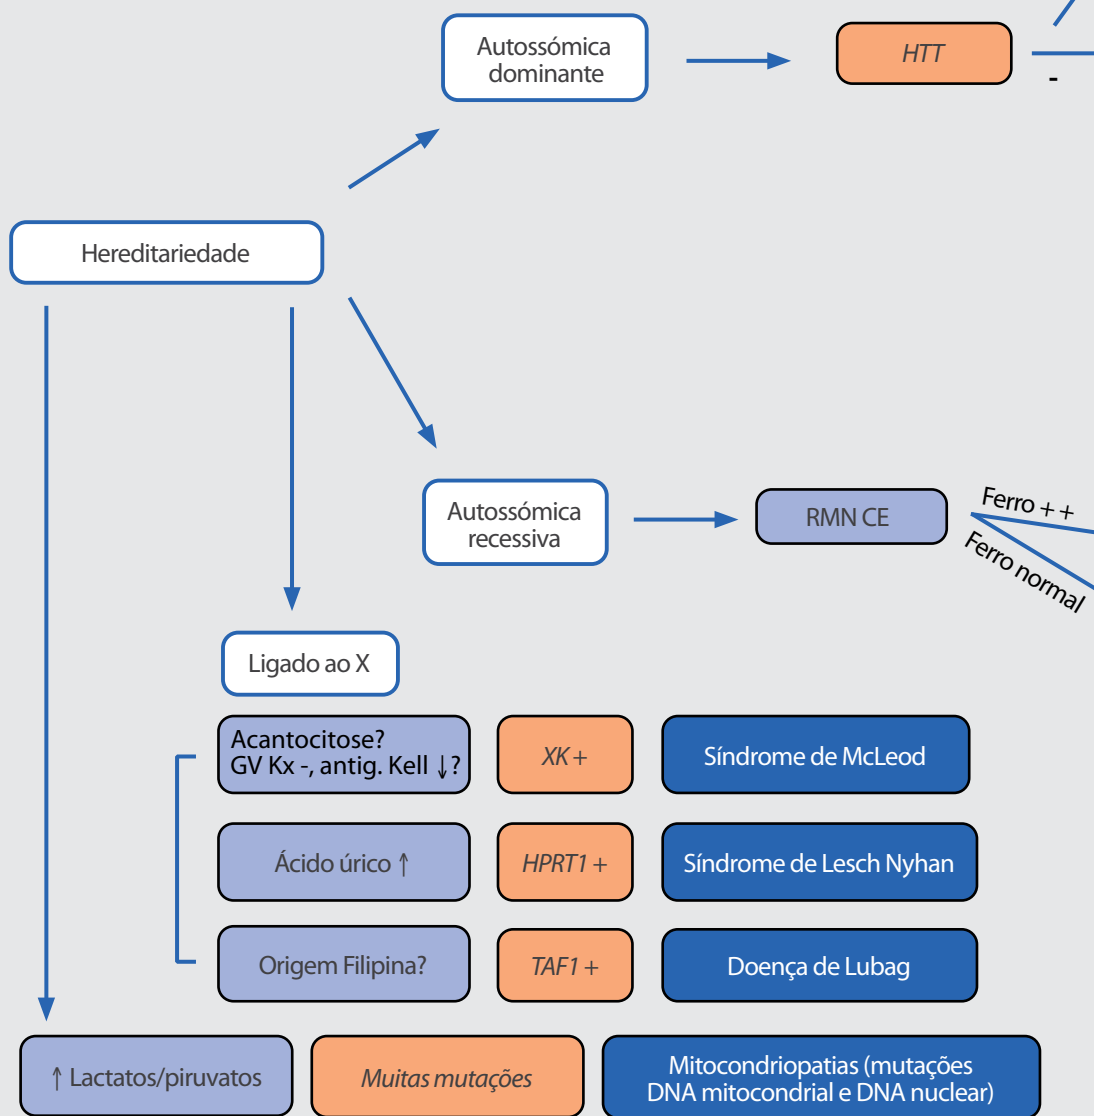 Autossómica
dominante
HTT
-
Hereditariedade
Autossómica
recessiva
RMN CE
Ferro ++
Ferro normal
Ligado ao X
Acantocitose?
GV Kx -, antig. Kell ↓?
XK +
Síndrome de McLeod
Ácido úrico ↑
HPRT1 +
Síndrome de Lesch Nyhan
Origem Filipina?
TAF1 +
Doença de Lubag
↑ Lactatos/piruvatos
Muitas mutações
Mitocondriopatias (mutações
DNA mitocondrial e DNA nuclear)